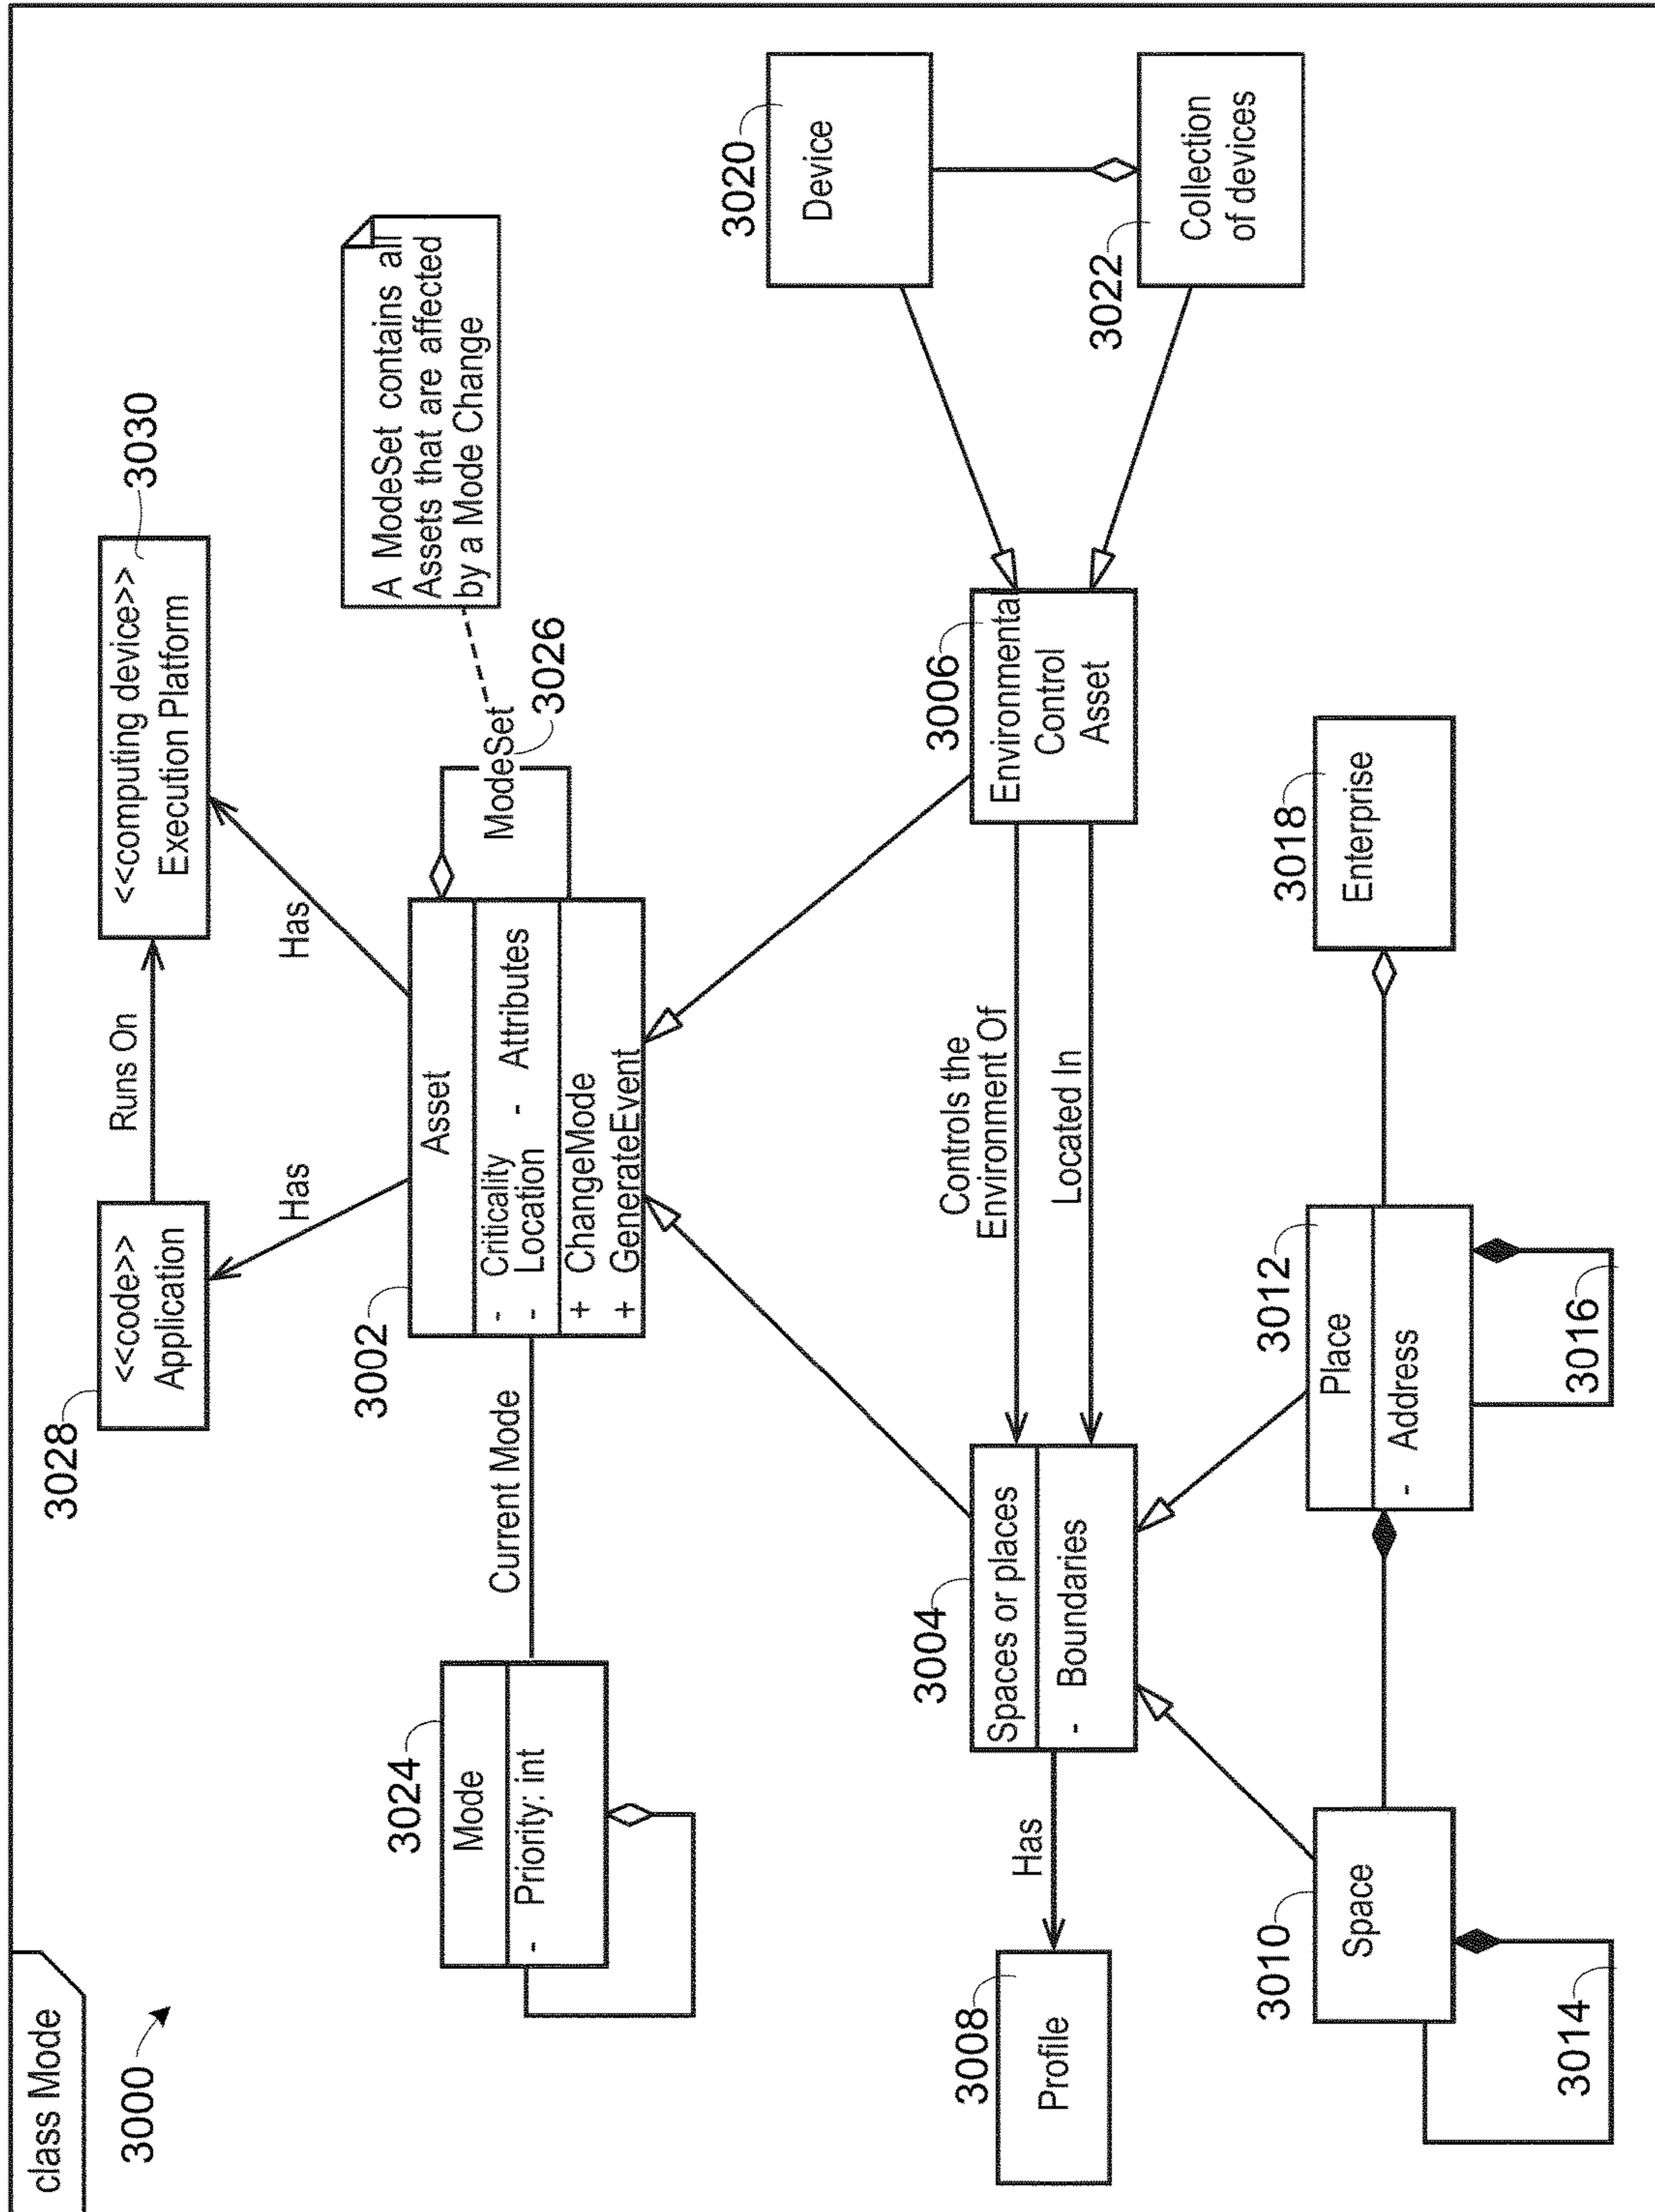 class Mode
3000
3028
<<code>>
Application
Runs On
<<computing device>>
Execution Platform
3030
Has
Has
3024
Mode
- Priority: int
Current Mode
3002
Asset
- Criticality
- Location - Attributes
+ ChangeMode
+ GenerateEvent
ModeSet
3026
A ModeSet contains all
Assets that are affected
by a Mode Change
3008
Profile
Has
3004
Spaces or places
- Boundaries
Controls the
Environment Of
Located In
3006
Environmental
Control
Asset
3020
Device
3022
Collection
of devices
3010
Space
3014
3012
Place
- Address
3016
3018
Enterprise